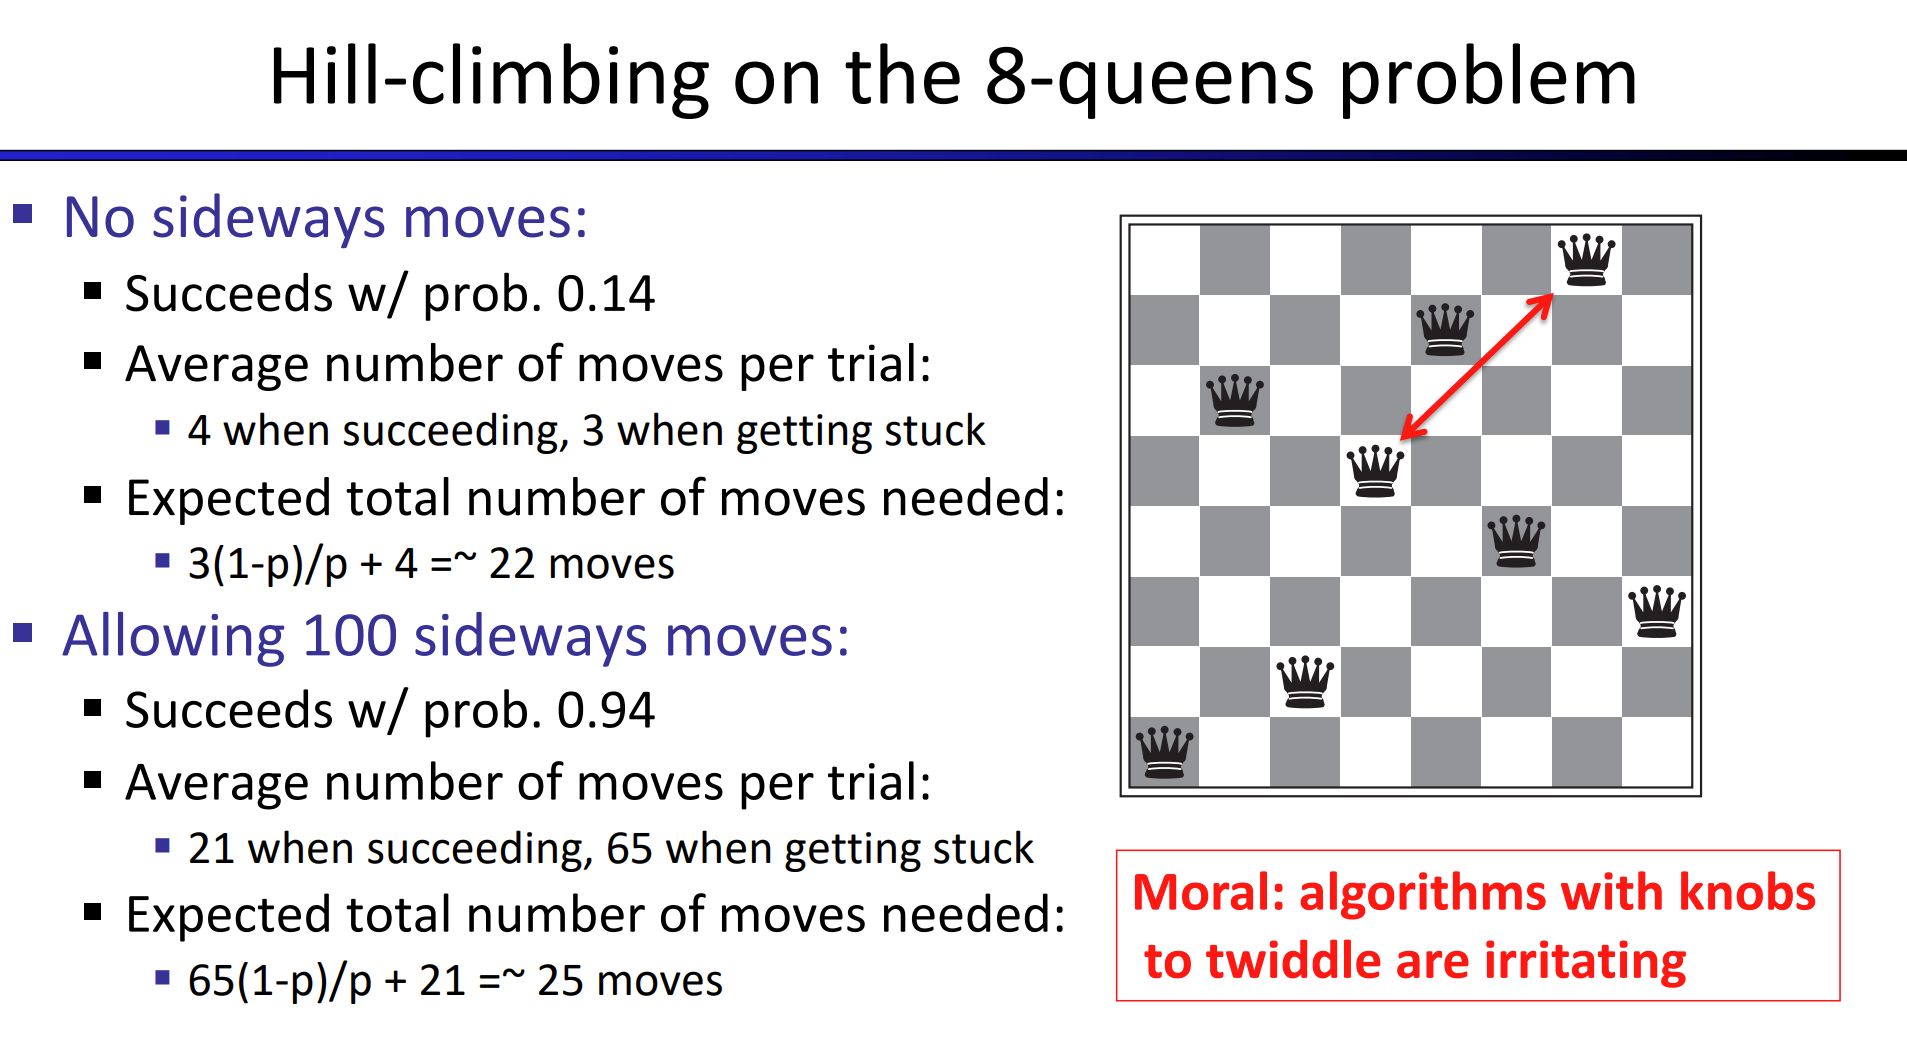 Hill-climbing on the 8-queens problem
No sideways moves:
Succeeds w/ prob. 0.14
Average number of moves per trial:
4 when succeeding, 3 when getting stuck
Expected total number of moves needed:
3(1-p)/p + 4 =~ 22 moves
Allowing 100 sideways moves:
Succeeds w/ prob. 0.94
Average number of moves per trial:
21 when succeeding, 65 when getting stuck
Expected total number of moves needed:
65(1-p)/p + 21 =~ 25 moves
Moral: algorithms with knobs
to twiddle are irritating